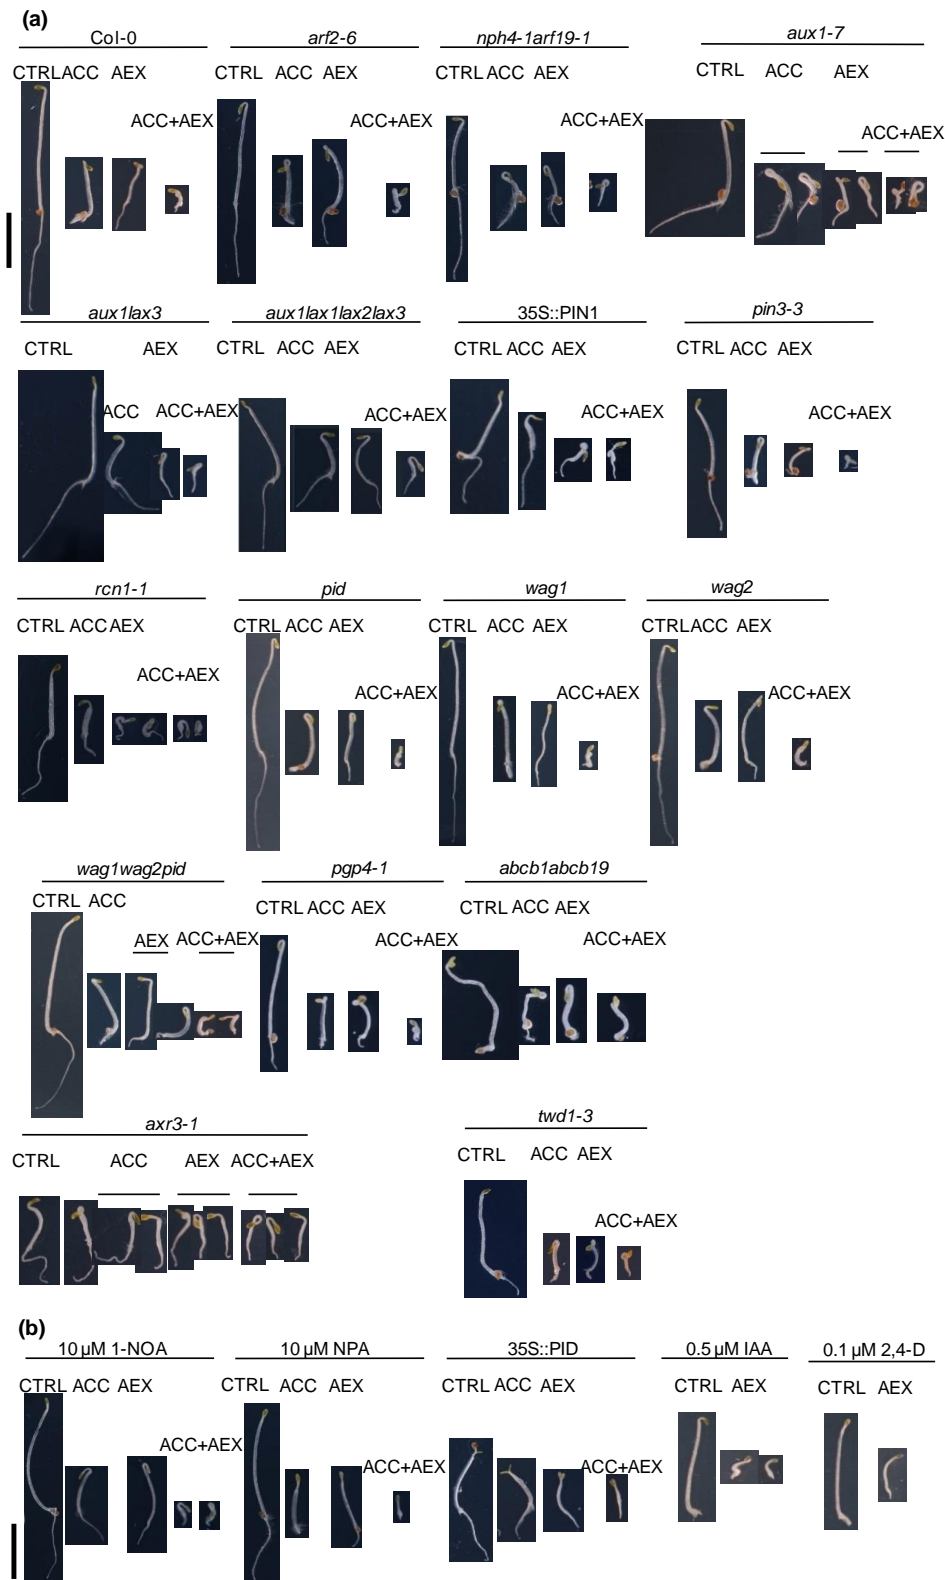 (a)
Col-0 arf2-6 nph4-1arf19-1 aux1-7
CTRL ACC AEX CTRL ACC AEX CTRL ACC AEX CTRL ACC AEX
ACC+AEX ACC+AEX ACC+AEX ACC+AEX
aux1lax3 aux1lax1lax2lax3 35S::PIN1 pin3-3
CTRL AEX CTRL ACC AEX CTRL ACC AEX CTRL ACC AEX
ACC ACC+AEX ACC+AEX ACC+AEX ACC+AEX
rcn1-1 pid wag1 wag2
CTRL ACC AEX CTRL ACC AEX CTRL ACC AEX CTRL ACC AEX
ACC+AEX ACC+AEX ACC+AEX ACC+AEX
wag1wag2pid pgp4-1 abcb1abcb19
CTRL ACC CTRL ACC AEX CTRL ACC AEX
AEX ACC+AEX ACC+AEX ACC+AEX
axr3-1 twd1-3
CTRL ACC AEX ACC+AEX CTRL ACC AEX
ACC+AEX
(b)
10 µM 1-NOA 10 µM NPA 35S::PID 0.5 µM IAA 0.1 µM 2,4-D
CTRL ACC AEX CTRL ACC AEX CTRL ACC AEX CTRL AEX CTRL AEX
ACC+AEX ACC+AEX ACC+AEX